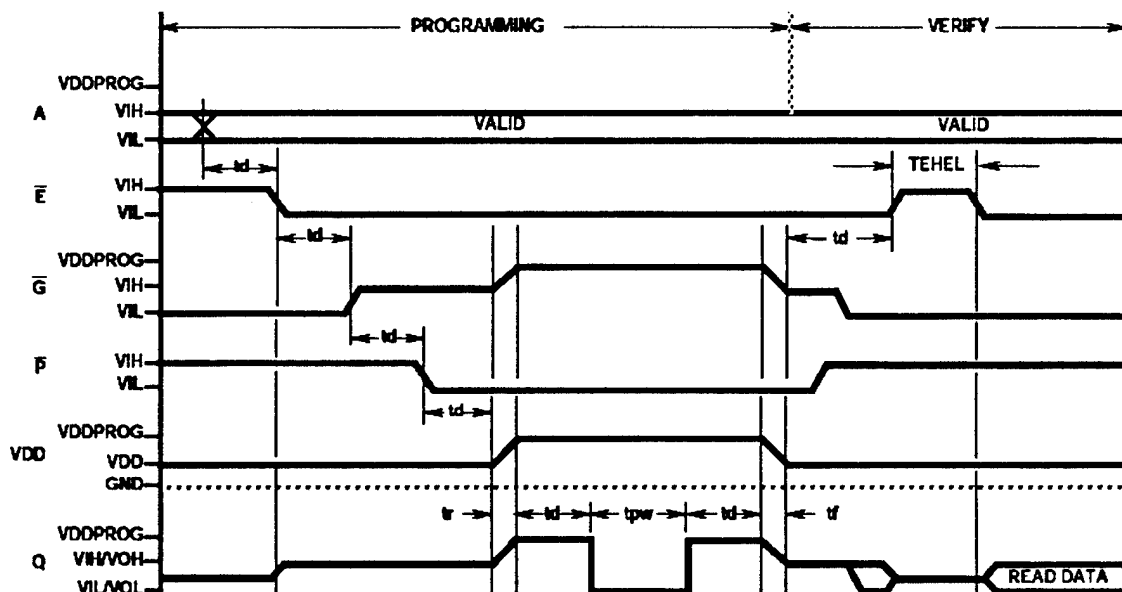 PROGRAMMING VERIFY
VDDPROG
A VIH VALID VALID
VIL
td TEHEL
E VIH
VIL
td td
VDDPROG
G VIH
VIL
td
P VIH
VIL
td
VDDPROG
VDD VDD
GND
tr td tpw td tf
VDDPROG
Q VIH/VOH
VIL/VOL READ DATA